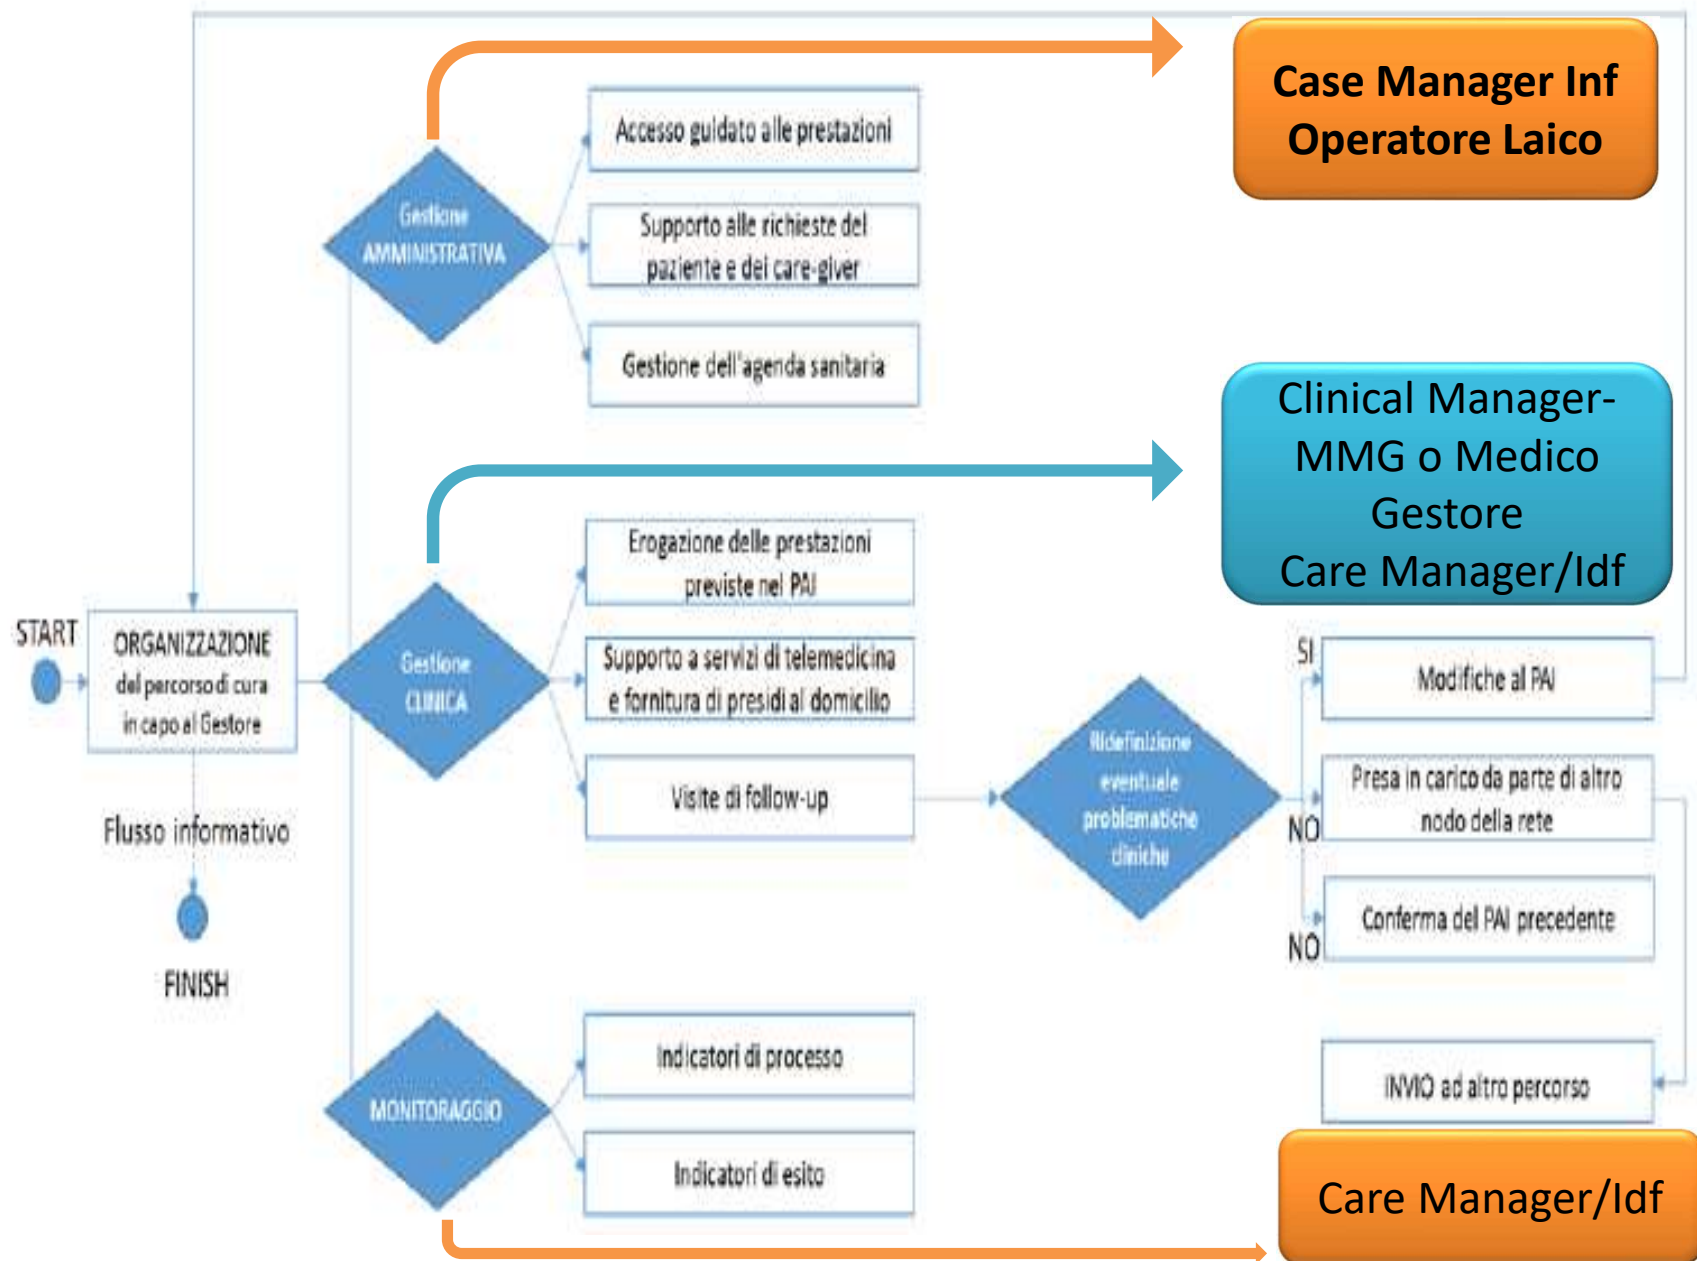 Case Manager Inf
Operatore Laico
Accesso guidato alle prestazioni
Gestione
AMMINISTRATIVA
Supporto alle richieste del
paziente e dei care-giver
Gestione dell'agenda sanitaria
Clinical Manager-
MMG o Medico
Gestore
Care Manager/Idf
Erogazione delle prestazioni
previste nel PAI
START
ORGANIZZAZIONE
del percorso di cura
in capo al Gestore
Gestione
CLINICA
Supporto a servizi di telemedicina
e fornitura di presidi al domicilio
Visite di follow-up
Ridefinizione
eventuale
problematiche
cliniche
SI
Modifiche al PAI
Presa in carico da parte di altro
nodo della rete
NO
Conferma del PAI precedente
NO
Flusso informativo
FINISH
MONITORAGGIO
Indicatori di processo
Indicatori di esito
INVIO ad altro percorso
Care Manager/Idf